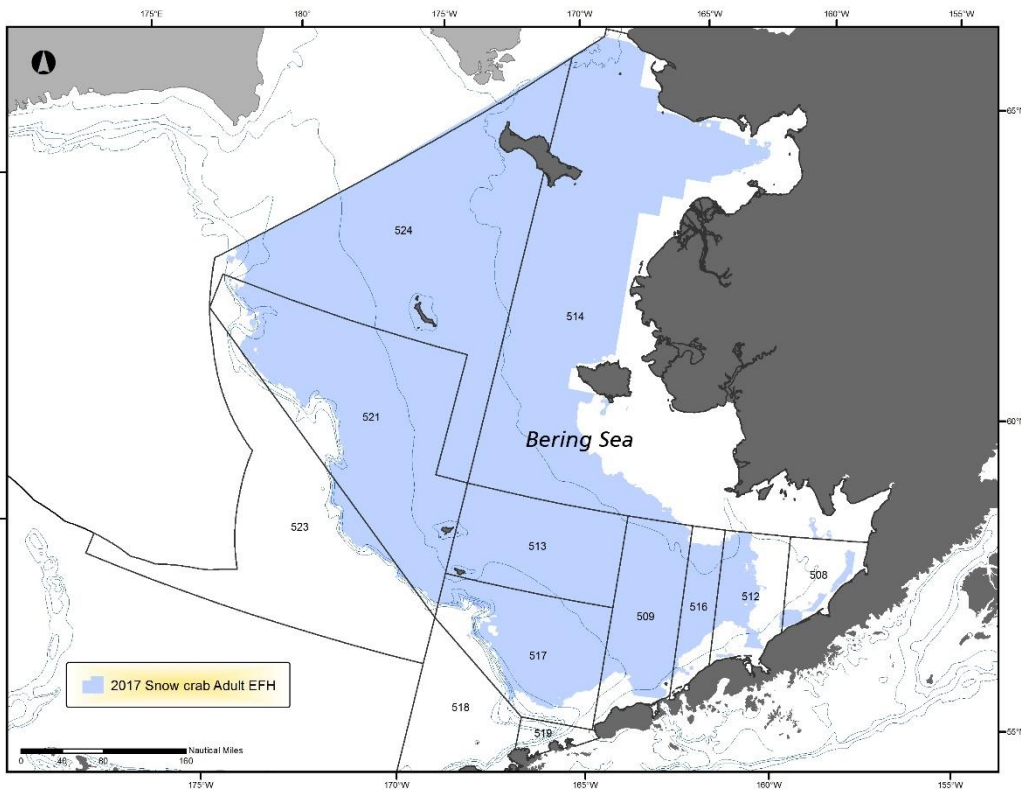 175°E 180° 175°W 170°W 165°W 160°W 155°W
65°N
524
514
60°N
521
Bering Sea
523
513
508
512
516
509
517
2017 Snow crab Adult EFH
518
519
55°N
Nautical Miles
0 40 80 160
175°W 170°W 165°W 160°W 155°W